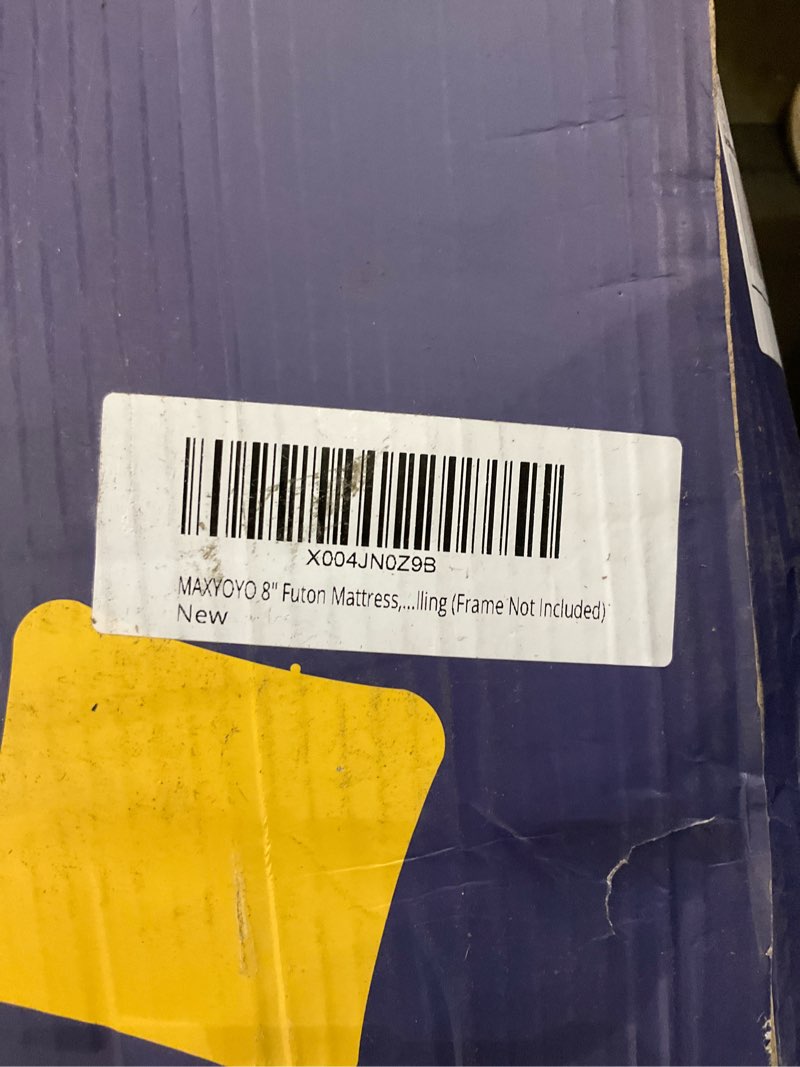 X004JN0Z9B
MAXYOYO 8" Futon Mattress,...lling (Frame Not Included)
New